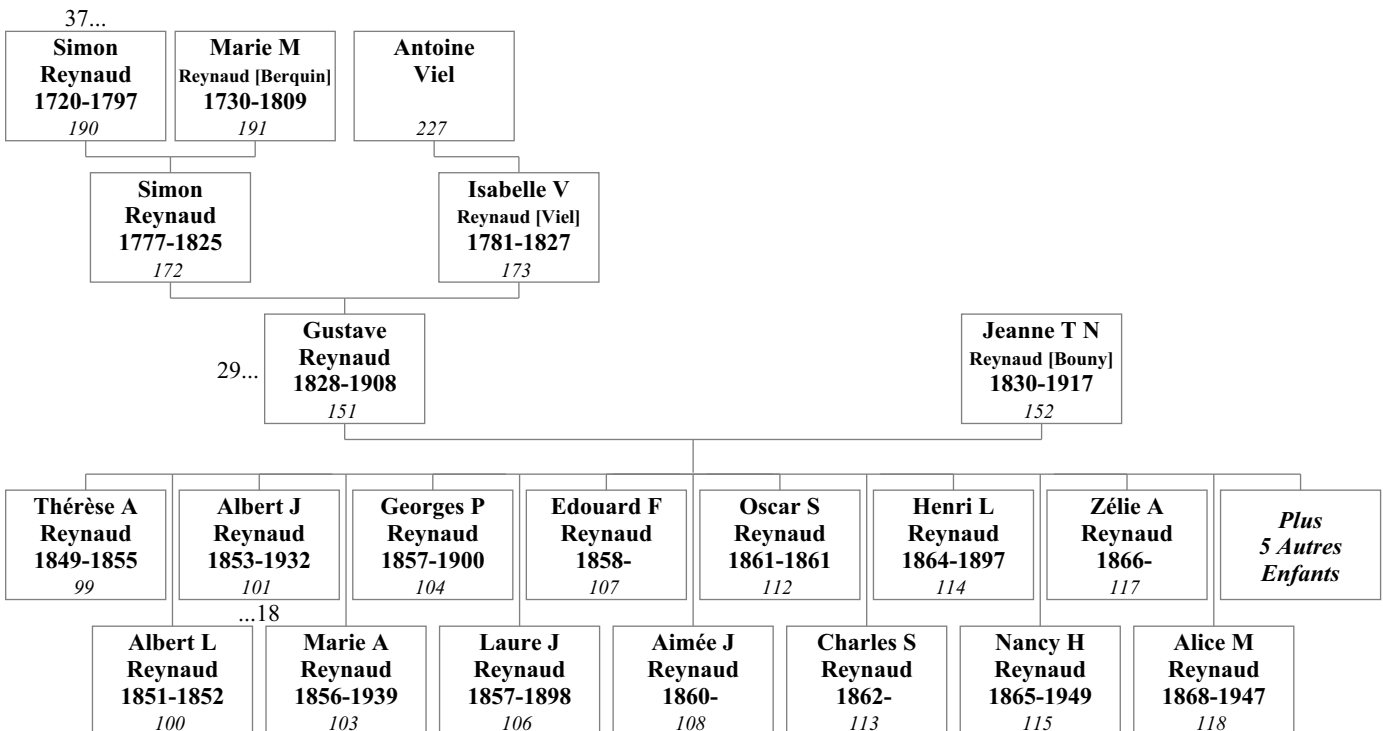 37...
Simon
Reynaud
1720-1797
190
Marie M
Reynaud [Berquin]
1730-1809
191
Antoine
Viel
227
Simon
Reynaud
1777-1825
172
Isabelle V
Reynaud [Viel]
1781-1827
173
29...
Gustave
Reynaud
1828-1908
151
Jeanne T N
Reynaud [Bouny]
1830-1917
152
Thérèse A
Reynaud
1849-1855
99
Albert J
Reynaud
1853-1932
101
...18
Georges P
Reynaud
1857-1900
104
Edouard F
Reynaud
1858-
107
Oscar S
Reynaud
1861-1861
112
Henri L
Reynaud
1864-1897
114
Zélie A
Reynaud
1866-
117
Plus
5 Autres
Enfants
Albert L
Reynaud
1851-1852
100
Marie A
Reynaud
1856-1939
103
Laure J
Reynaud
1857-1898
106
Aimée J
Reynaud
1860-
108
Charles S
Reynaud
1862-
113
Nancy H
Reynaud
1865-1949
115
Alice M
Reynaud
1868-1947
118